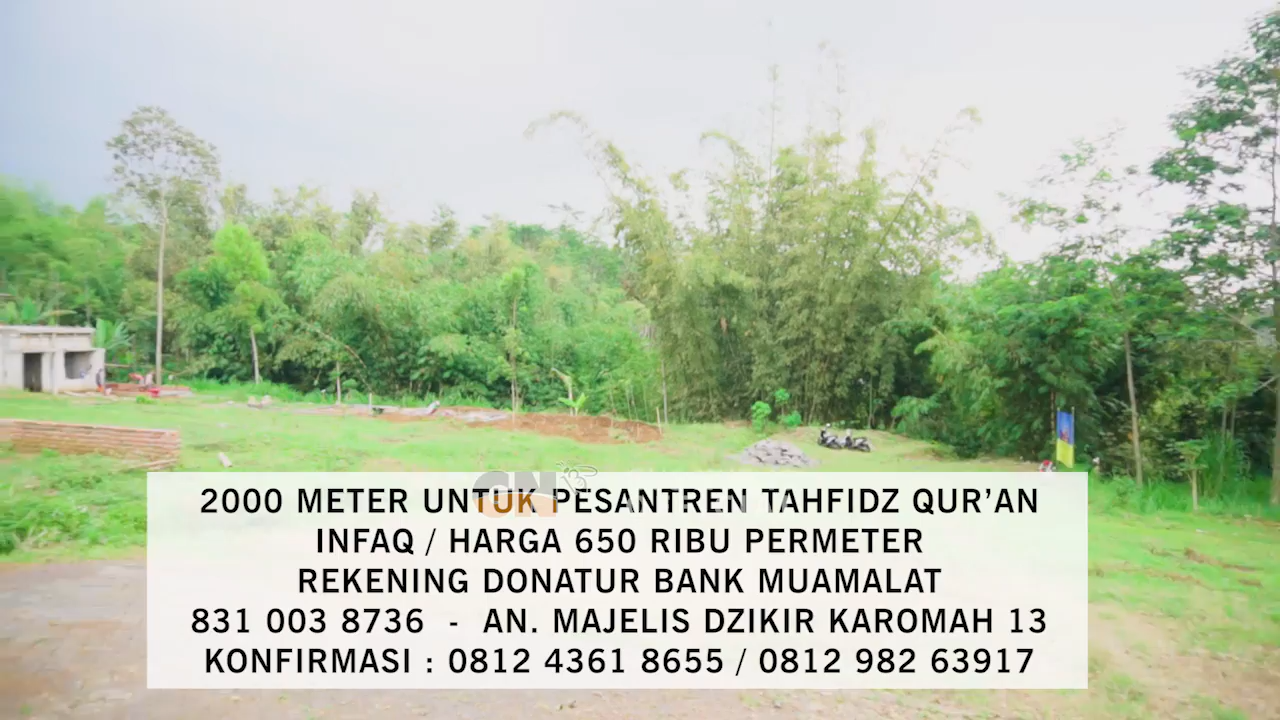 2000 METER UNTUK PESANTREN TAHFIDZ QUR’AN
INFAQ / HARGA 650 RIBU PERMETER
REKENING DONATUR BANK MUAMALAT
831 003 8736 - AN. MAJELIS DZIKIR KAROMAH 13
KONFIRMASI : 0812 4361 8655 / 0812 982 63917